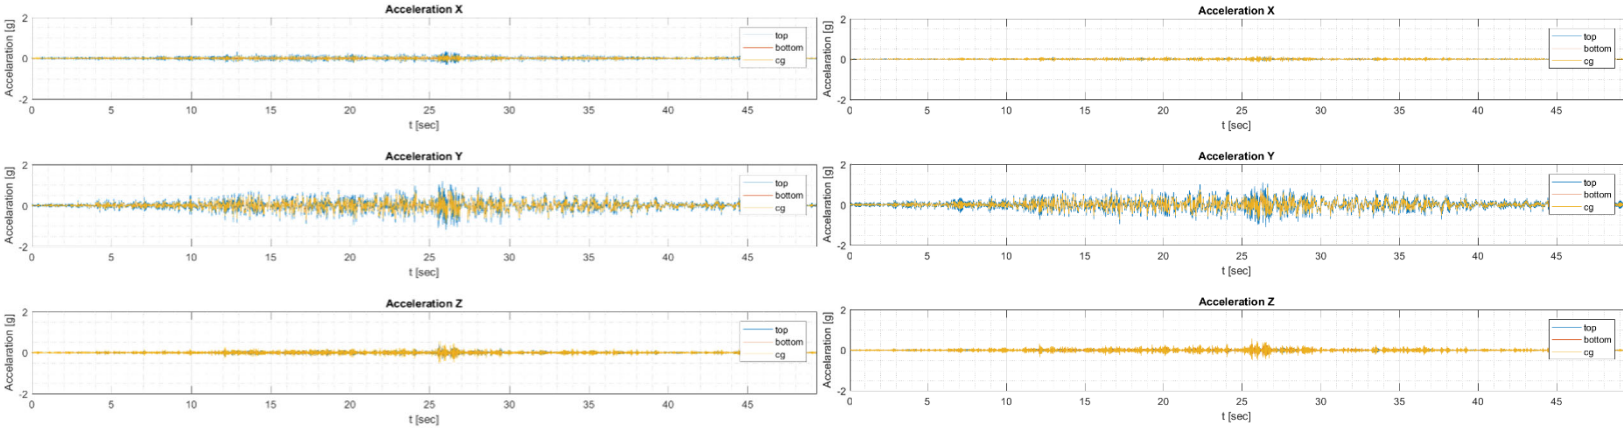 Acceleration X
Accelaration [g]
2
0
-2
0 5 10 15 20 25 30 35 40 45
t [sec]
top
bottom
cg
Acceleration Y
Accelaration [g]
2
0
-2
0 5 10 15 20 25 30 35 40 45
t [sec]
top
bottom
cg
Acceleration Z
Accelaration [g]
2
0
-2
0 5 10 15 20 25 30 35 40 45
t [sec]
top
bottom
cg
Acceleration X
Accelaration [g]
2
0
-2
0 5 10 15 20 25 30 35 40 45
t [sec]
top
bottom
cg
Acceleration Y
Accelaration [g]
2
0
-2
0 5 10 15 20 25 30 35 40 45
t [sec]
top
bottom
cg
Acceleration Z
Accelaration [g]
2
0
-2
0 5 10 15 20 25 30 35 40 45
t [sec]
top
bottom
cg